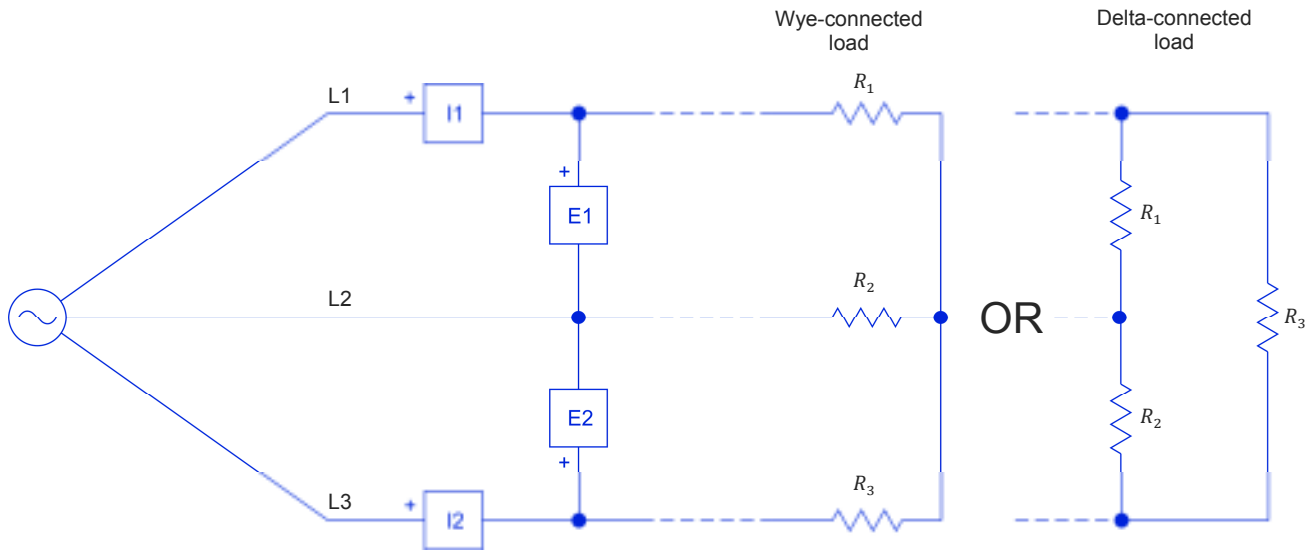 Wye-connected
load
Delta-connected
load
L1
+
I1
R₁
+
E1
R₁
L2
R₂
OR
R₃
E2
+
R₂
L3
+
I2
R₃